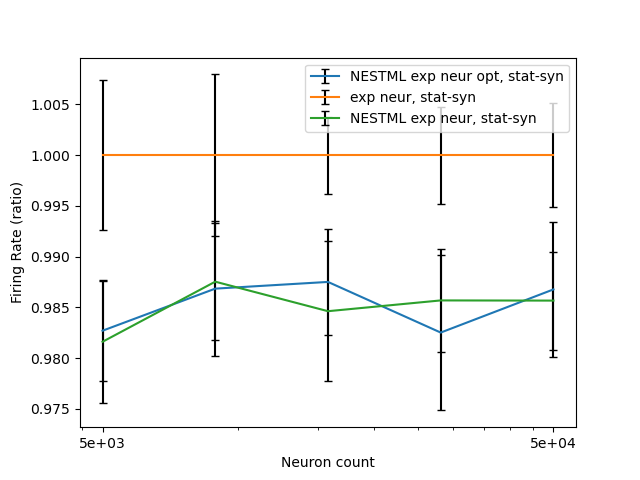 NESTML exp neur opt, stat-syn
exp neur, stat-syn
NESTML exp neur, stat-syn
1.005
1.000
0.995
0.990
0.985
0.980
0.975
Firing Rate (ratio)
5e+03
5e+04
Neuron count